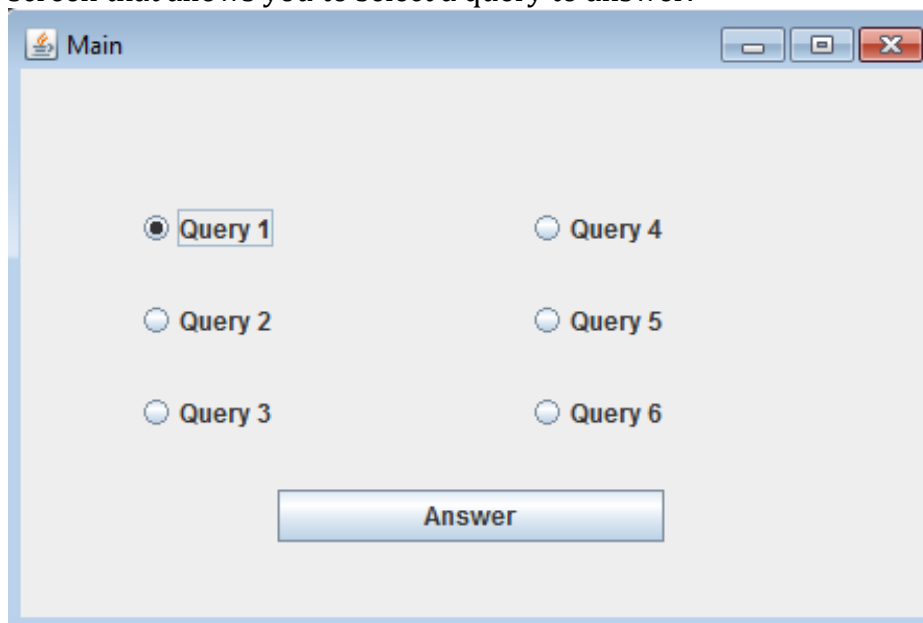 screen that allows you to select a query to answer.
Main
Query 1
Query 4
Query 2
Query 5
Query 3
Query 6
Answer